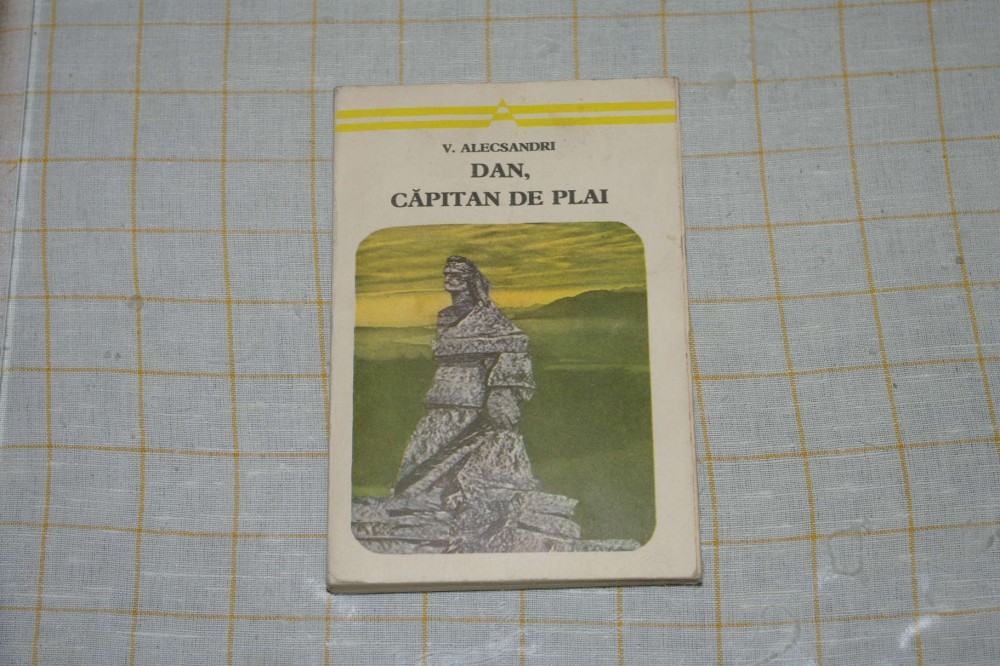 V. ALECSANDRI
DAN,
CĂPITAN DE PLAI